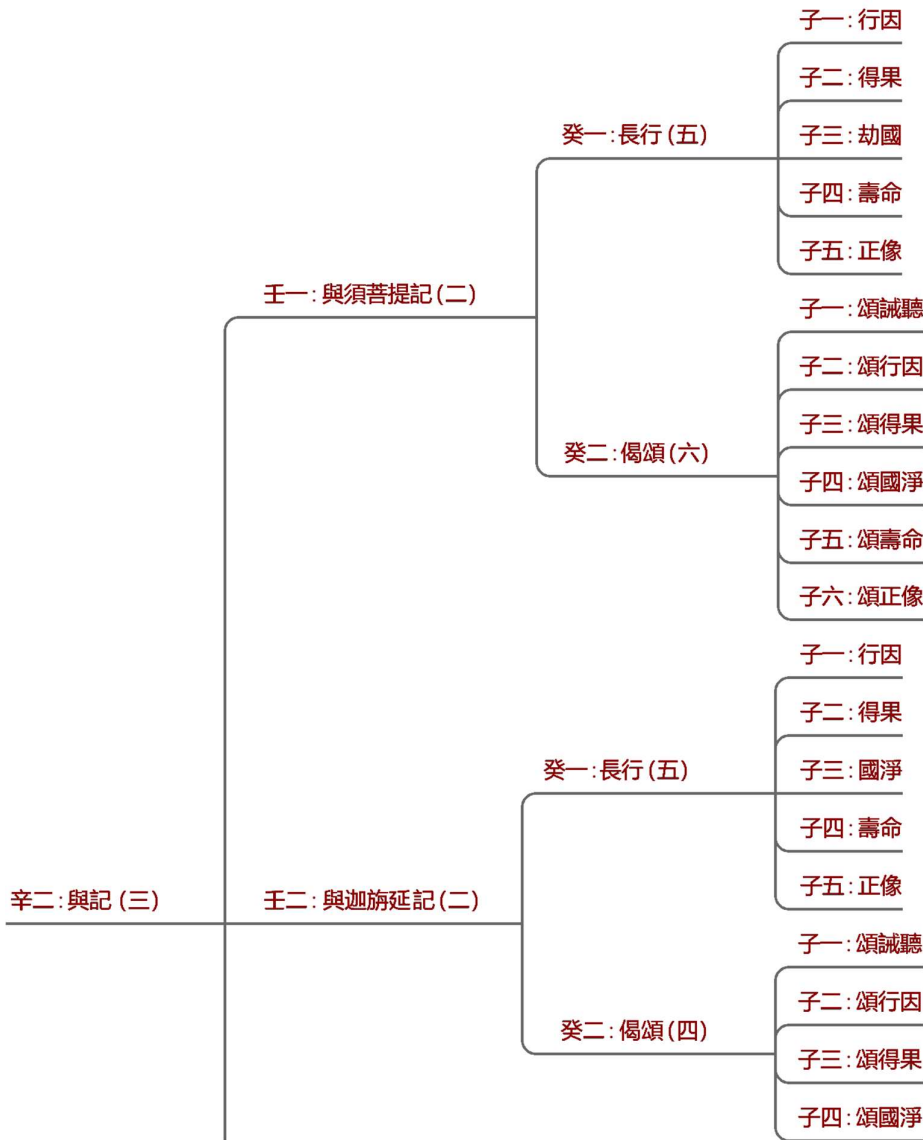 辛二：與記（三）
壬一：與須菩提記（二）
癸一：長行（五）
子一：行因
子二：得果
子三：劫國
子四：壽命
子五：正像
癸二：偈頌（六）
子一：頌誡聽
子二：頌行因
子三：頌得果
子四：頌國淨
子五：頌壽命
子六：頌正像
壬二：與迦旃延記（二）
癸一：長行（五）
子一：行因
子二：得果
子三：國淨
子四：壽命
子五：正像
癸二：偈頌（四）
子一：頌誡聽
子二：頌行因
子三：頌得果
子四：頌國淨